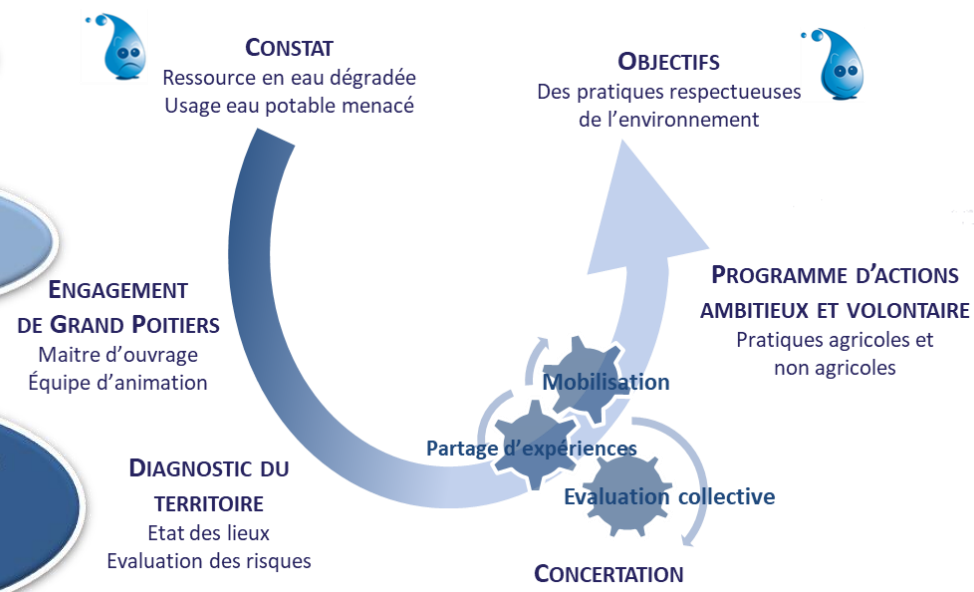 CONSTAT
Ressource en eau dégradée
Usage eau potable menacé
ENGAGEMENT
DE GRAND POITIERS
Maitre d'ouvrage
Équipe d'animation
DIAGNOSTIC DU
TERRITOIRE
Etat des lieux
Evaluation des risques
Mobilisation
Partage d'expériences
Evaluation collective
CONCERTATION
PROGRAMME D'ACTIONS
AMBITIEUX ET VOLONTAIRE
Pratiques agricoles et
non agricoles
OBJECTIFS
Des pratiques respectueuses
de l'environnement